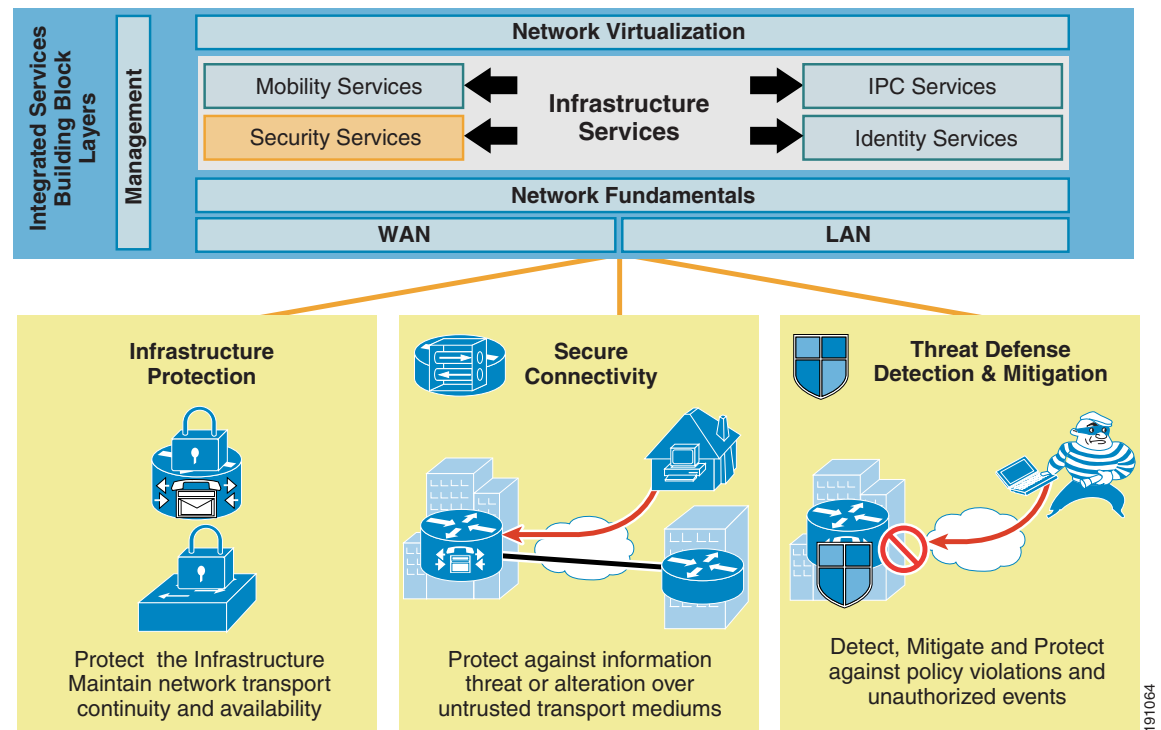 Integrated Services
Building Block
Layers
Management
Network Virtualization
Mobility Services
Security Services
Infrastructure
Services
IPC Services
Identity Services
Network Fundamentals
WAN
LAN
Infrastructure
Protection
Protect the Infrastructure
Maintain network transport
continuity and availability
Secure
Connectivity
Protect against information
threat or alteration over
untrusted transport mediums
Threat Defense
Detection & Mitigation
Detect, Mitigate and Protect
against policy violations and
unauthorized events
191064